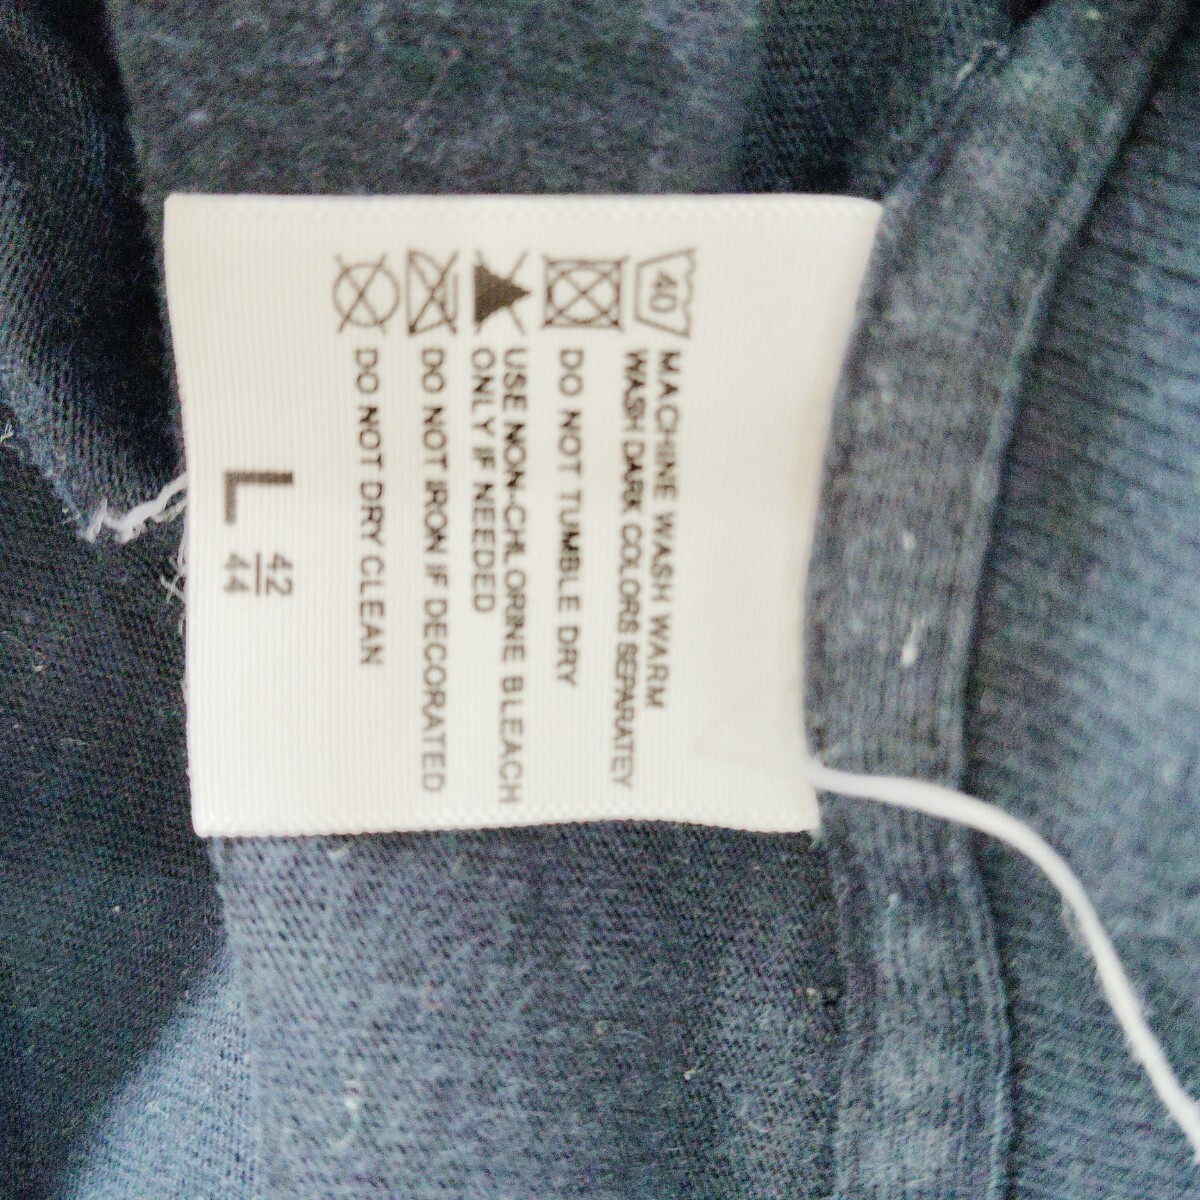 40
MACHINE WASH WARM
WASH DARK COLORS SEPARATEY
DO NOT TUMBLE DRY
USE NON-CHLORINE BLEACH
ONLY IF NEEDED
DO NOT IRON IF DECORATED
DO NOT DRY CLEAN
L 42
44